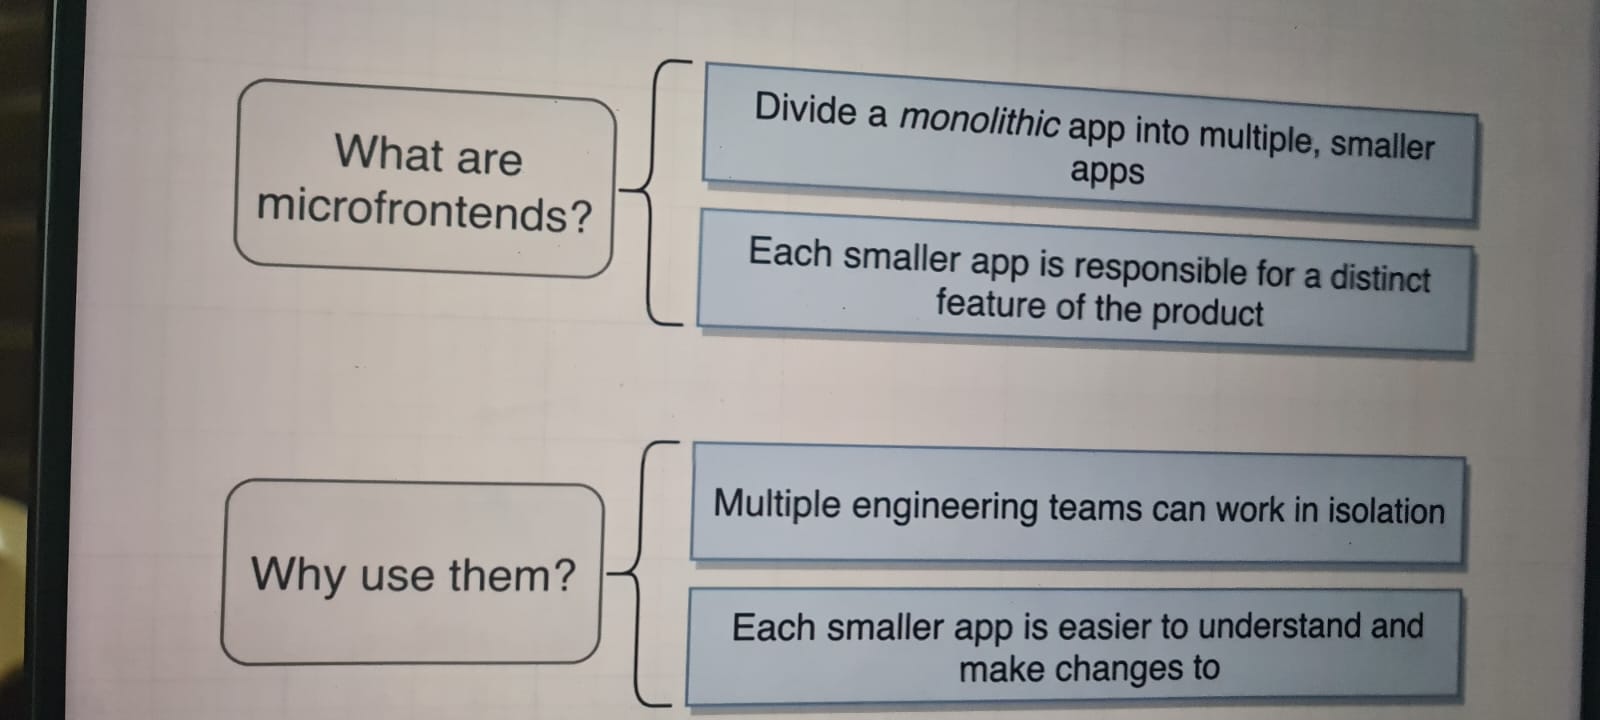 What are
microfrontends?
Divide a monolithic app into multiple, smaller
apps
Each smaller app is responsible for a distinct
feature of the product
Why use them?
Multiple engineering teams can work in isolation
Each smaller app is easier to understand and
make changes to